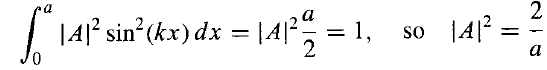 ∫₀ᵃ |A|² sin²(kx) dx = |A|² a/2 = 1, so |A|² = 2/a